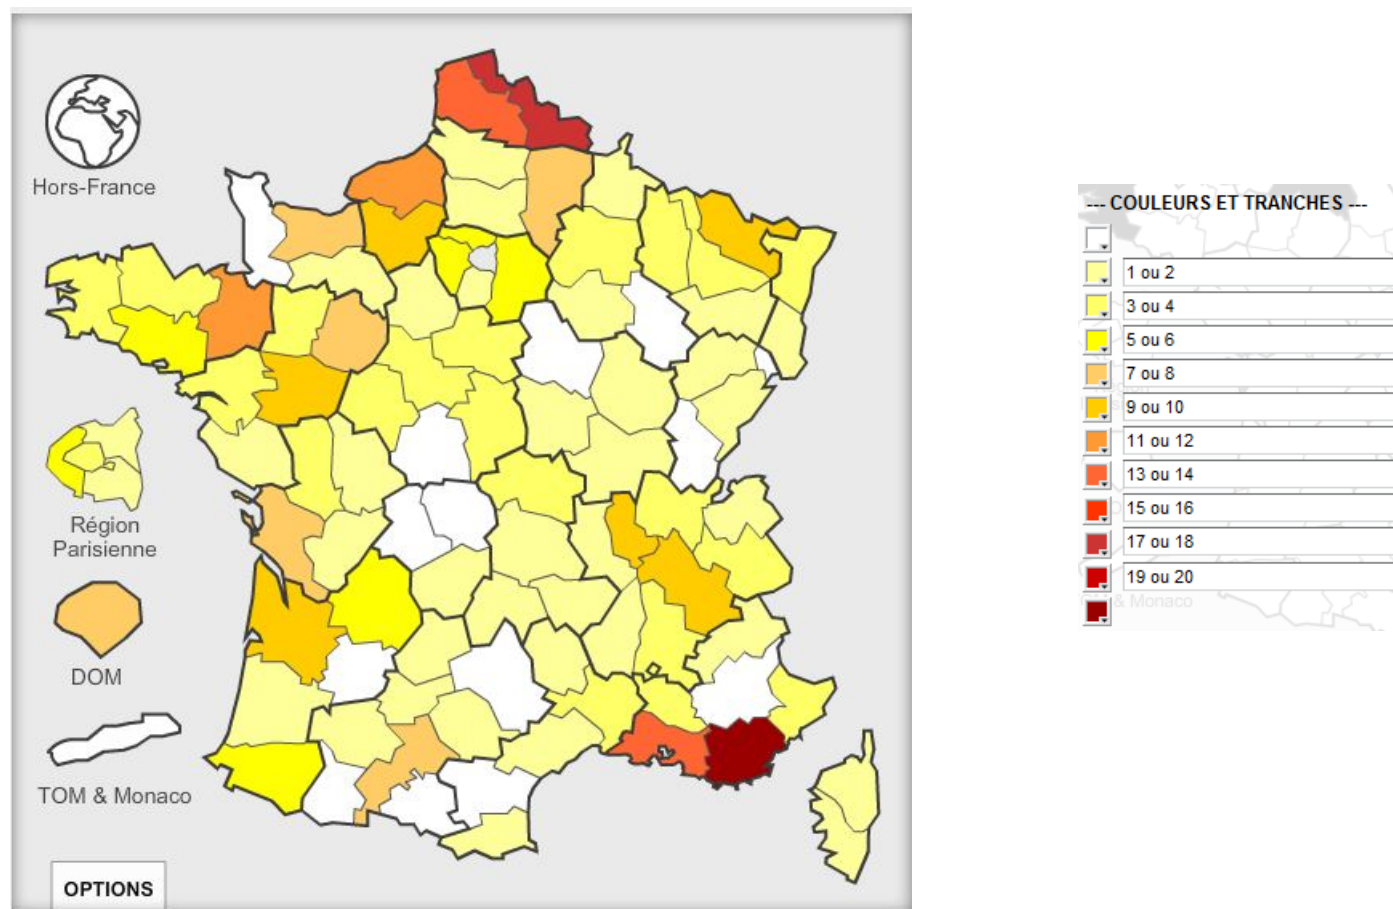 Hors-France
Région
Parisienne
DOM
TOM & Monaco
OPTIONS
--- COULEURS ET TRANCHES ---
1 ou 2
3 ou 4
5 ou 6
7 ou 8
9 ou 10
11 ou 12
13 ou 14
15 ou 16
17 ou 18
19 ou 20
& Monaco